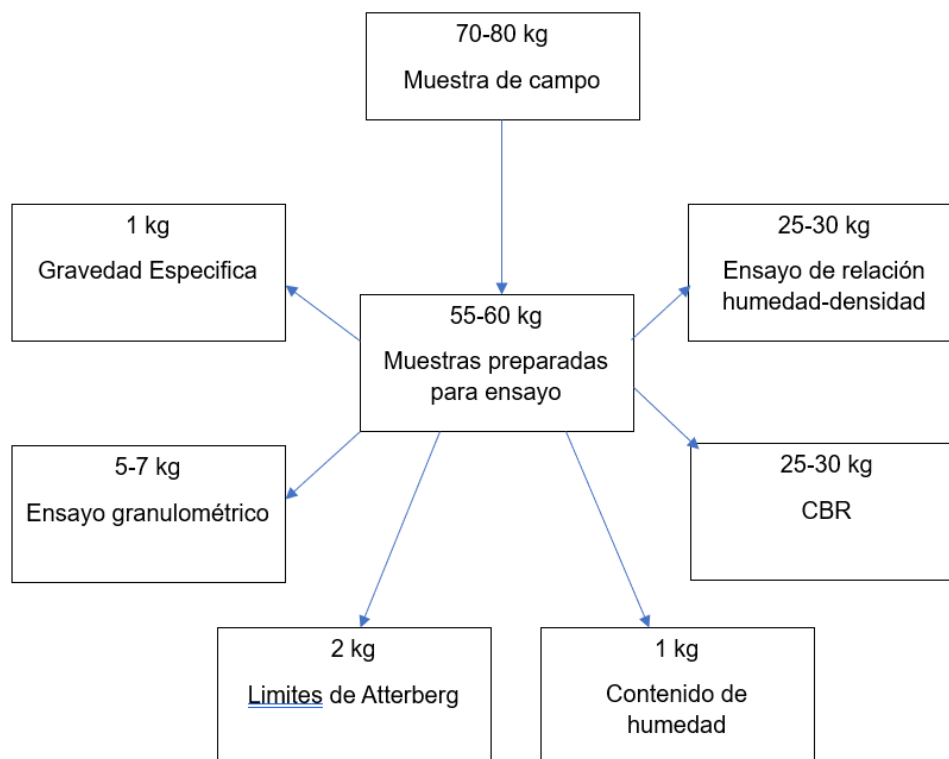 70-80 kg
Muestra de campo
1 kg
Gravedad Especifica
25-30 kg
Ensayo de relación
humedad-densidad
55-60 kg
Muestras preparadas
para ensayo
5-7 kg
Ensayo granulométrico
25-30 kg
CBR
2 kg
Limites de Atterberg
1 kg
Contenido de
humedad